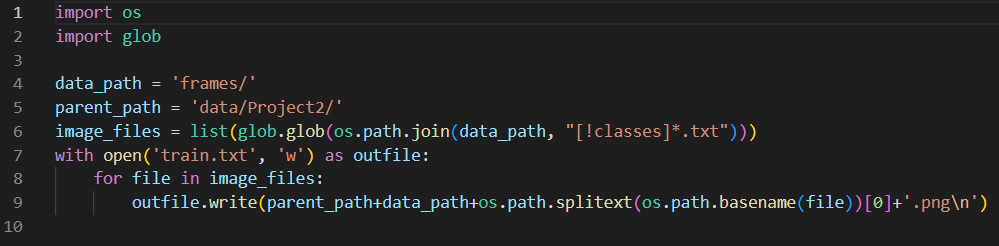 1 import os
2 import glob
3
4 data_path = 'frames/'
5 parent_path = 'data/Project2/'
6 image_files = list(glob.glob(os.path.join(data_path, "[!classes]*.txt")))
7 with open('train.txt', 'w') as outfile:
8     for file in image_files:
9         outfile.write(parent_path+data_path+os.path.splitext(os.path.basename(file))[0]+'.png\n')
10